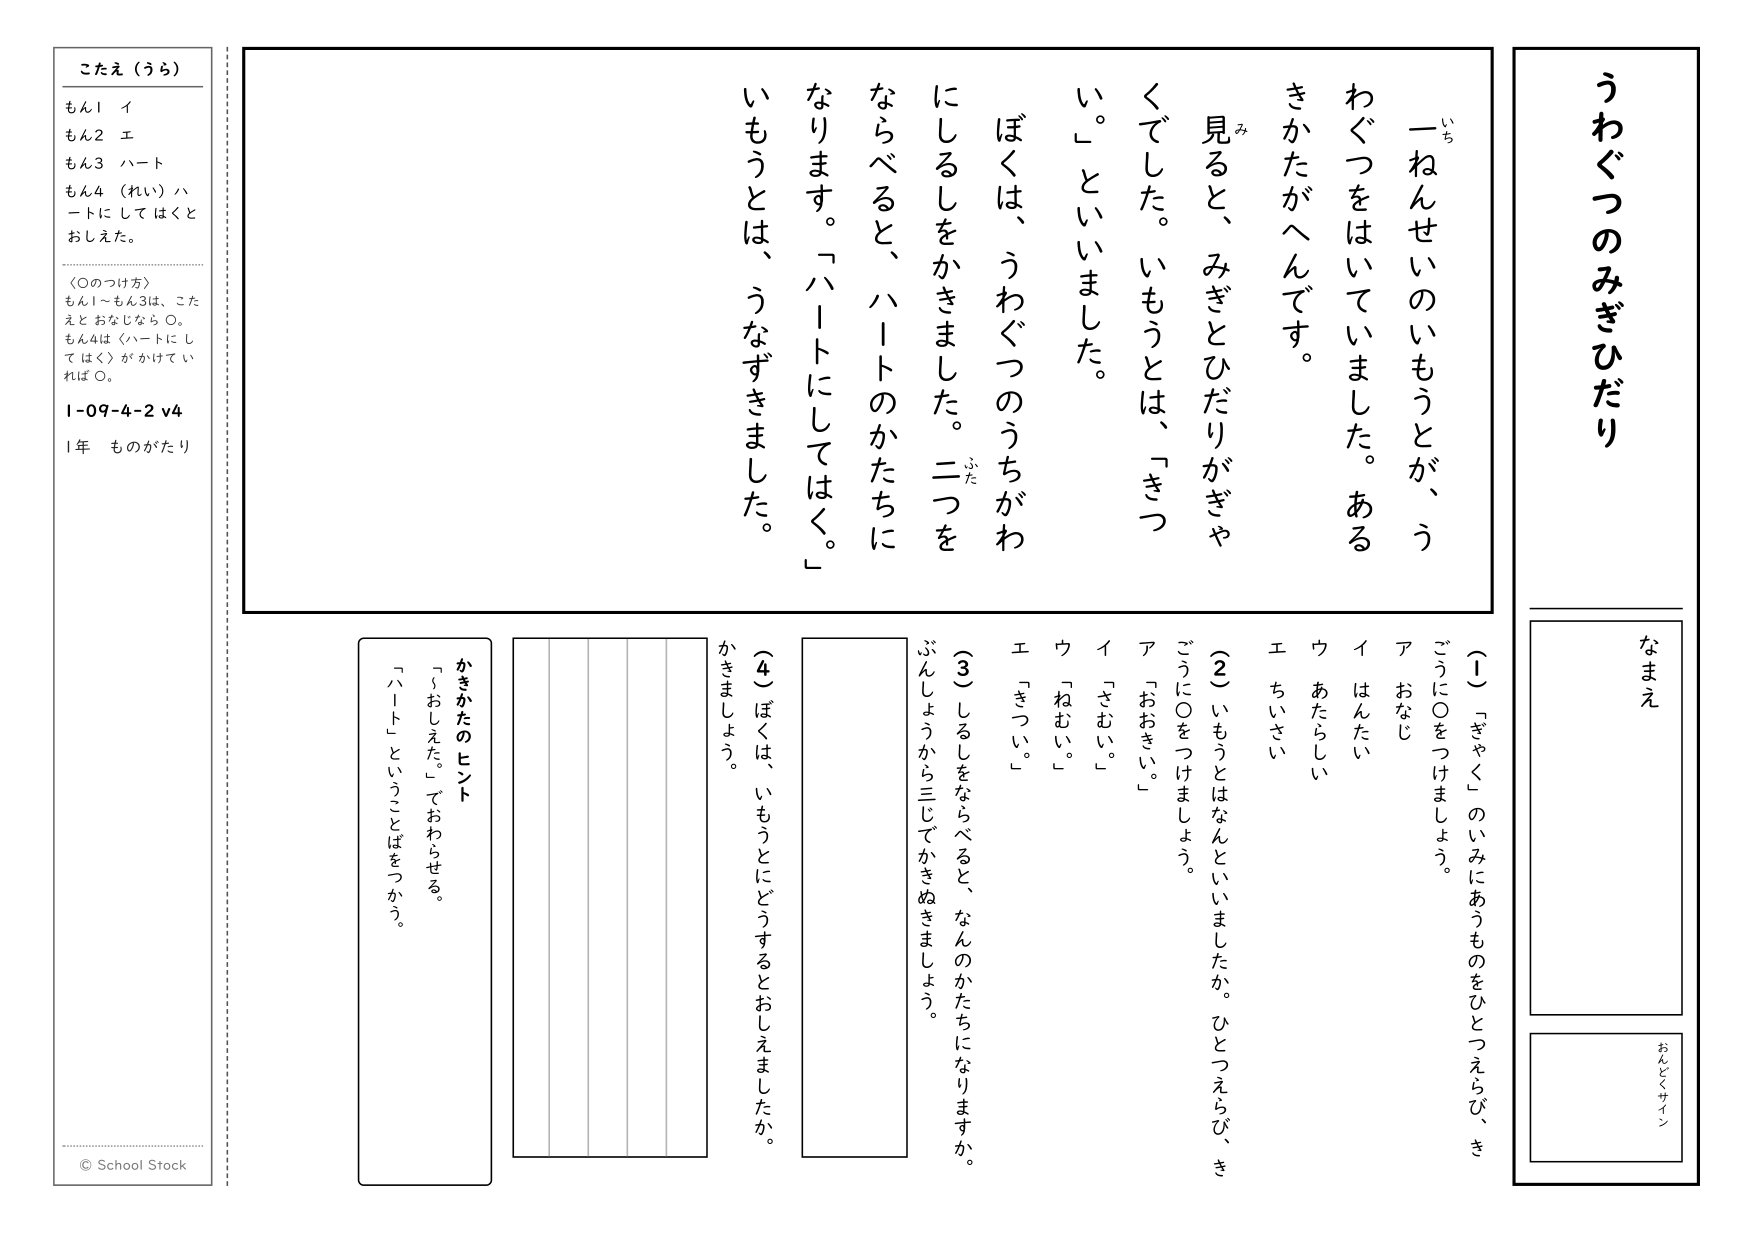 うわぐつのみぎひだり
なまえ
おんどくサイン
一ねんせいのいもうとが、う
いち
わぐつをはいていました。ある
きかたがへんです。
見ると、みぎとひだりがぎゃ
み
くでした。いもうとは、「きつ
い。」といいました。
ぼくは、うわぐつのうちがわ
にしるしをかきました。二つを
ふた
ならべると、ハートのかたちに
なります。「ハートにしてはく。」
いもうとは、うなずきました。
(1)「ぎゃく」のいみにあうものをひとつえらび、き
ごうに○をつけましょう。
ア おなじ
イ はんたい
ウ あたらしい
エ ちいさい
(2)いもうとはなんといいましたか。ひとつえらび、き
ごうに○をつけましょう。
ア「おおきい。」
イ「さむい。」
ウ「ねむい。」
エ「きつい。」
(3)しるしをならべると、なんのかたちになりますか。
ぶんしょうから三じでかきぬきましょう。
(4)ぼくは、いもうとにどうするとおしえましたか。
かきましょう。
かきかたの ヒント
「～おしえた。」でおわらせる。
「ハート」ということばをつかう。
こたえ（うら）
もん1 イ
もん2 エ
もん3 ハート
もん4 （れい）ハ
ートに して はくと
おしえた。
〈○のつけ方〉
もん1～もん3は、こた
えと おなじなら ○。
もん4は〈ハートに し
て はく〉が かけて い
れば ○。
1-09-4-2 v4
1年 ものがたり
© School Stock